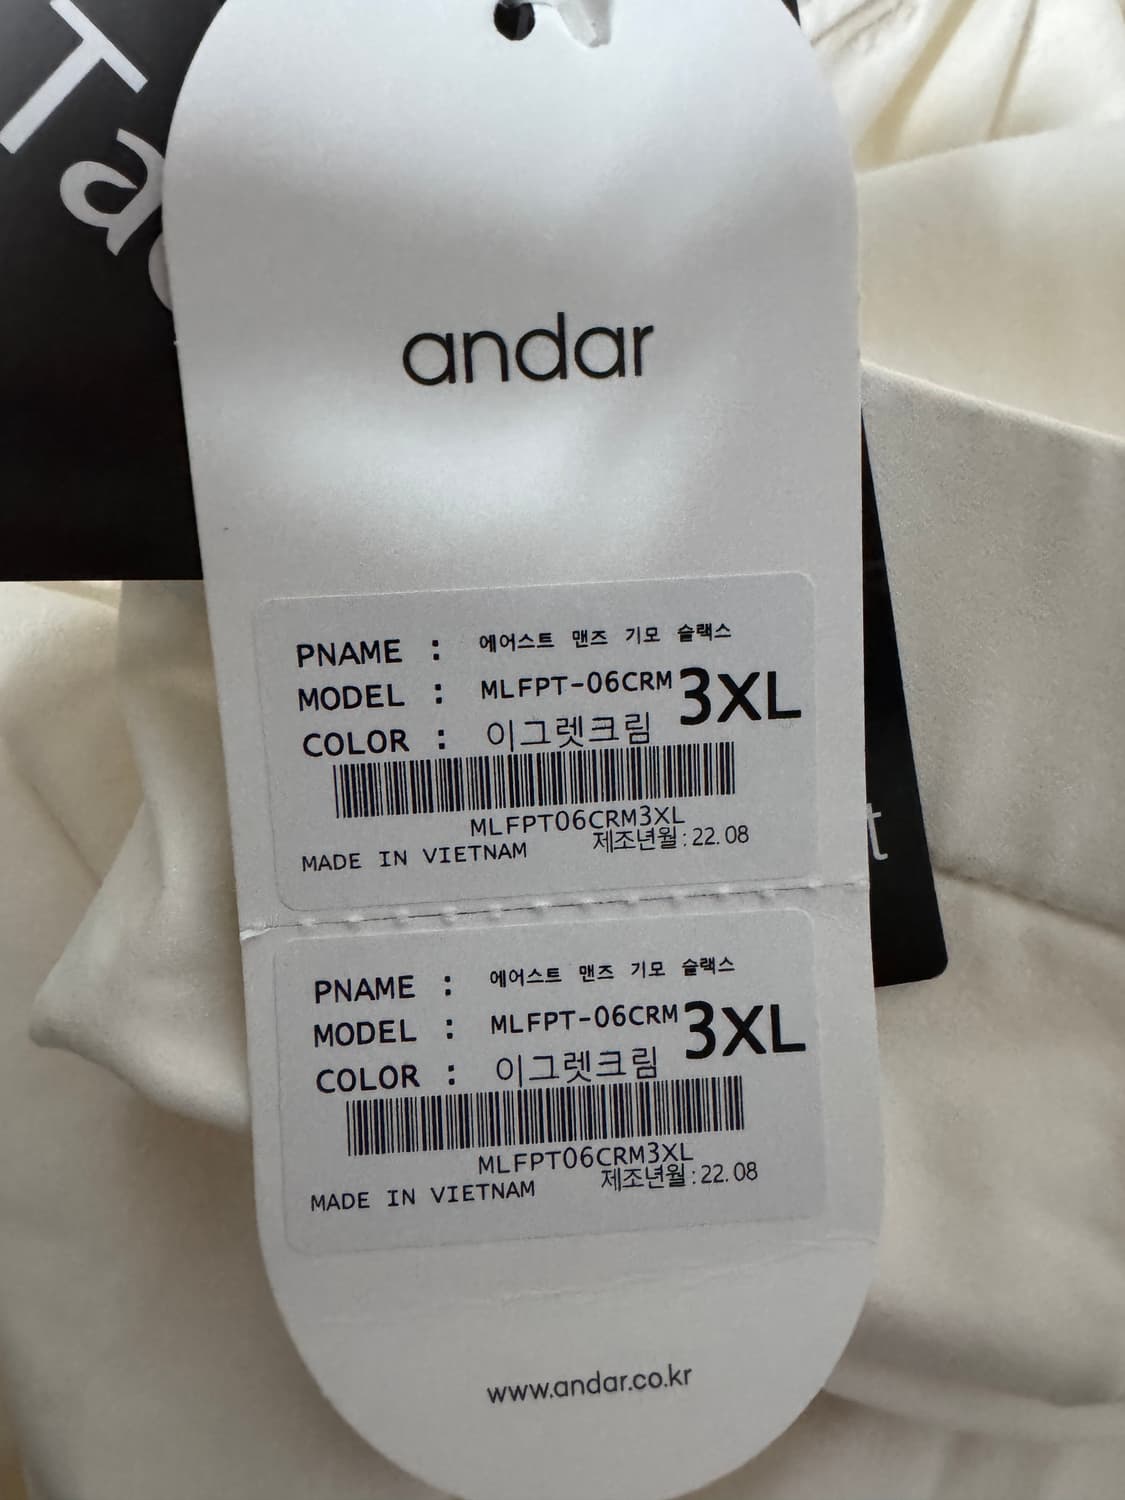 Ta
andar
PNAME : 에어스트 맨즈 기모 슬랙스
MODEL : MLFPT-06CRM 3XL
COLOR : 이그렛크림
MLFPT06CRM3XL
MADE IN VIETNAM 제조년월:22.08
t
PNAME : 에어스트 맨즈 기모 슬랙스
MODEL : MLFPT-06CRM 3XL
COLOR : 이그렛크림
MLFPT06CRM3XL
MADE IN VIETNAM 제조년월:22.08
www.andar.co.kr